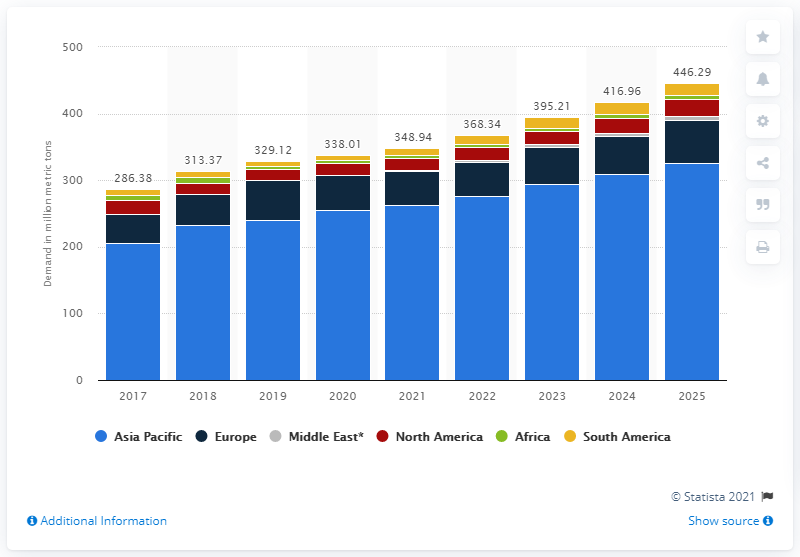 500
400
300
200
100
0
Demand in million metric tons
286.38
313.37
329.12
338.01
348.94
368.34
395.21
416.96
446.29
2017 2018 2019 2020 2021 2022 2023 2024 2025
Asia Pacific Europe Middle East* North America Africa South America
© Statista 2021
Additional Information
Show source